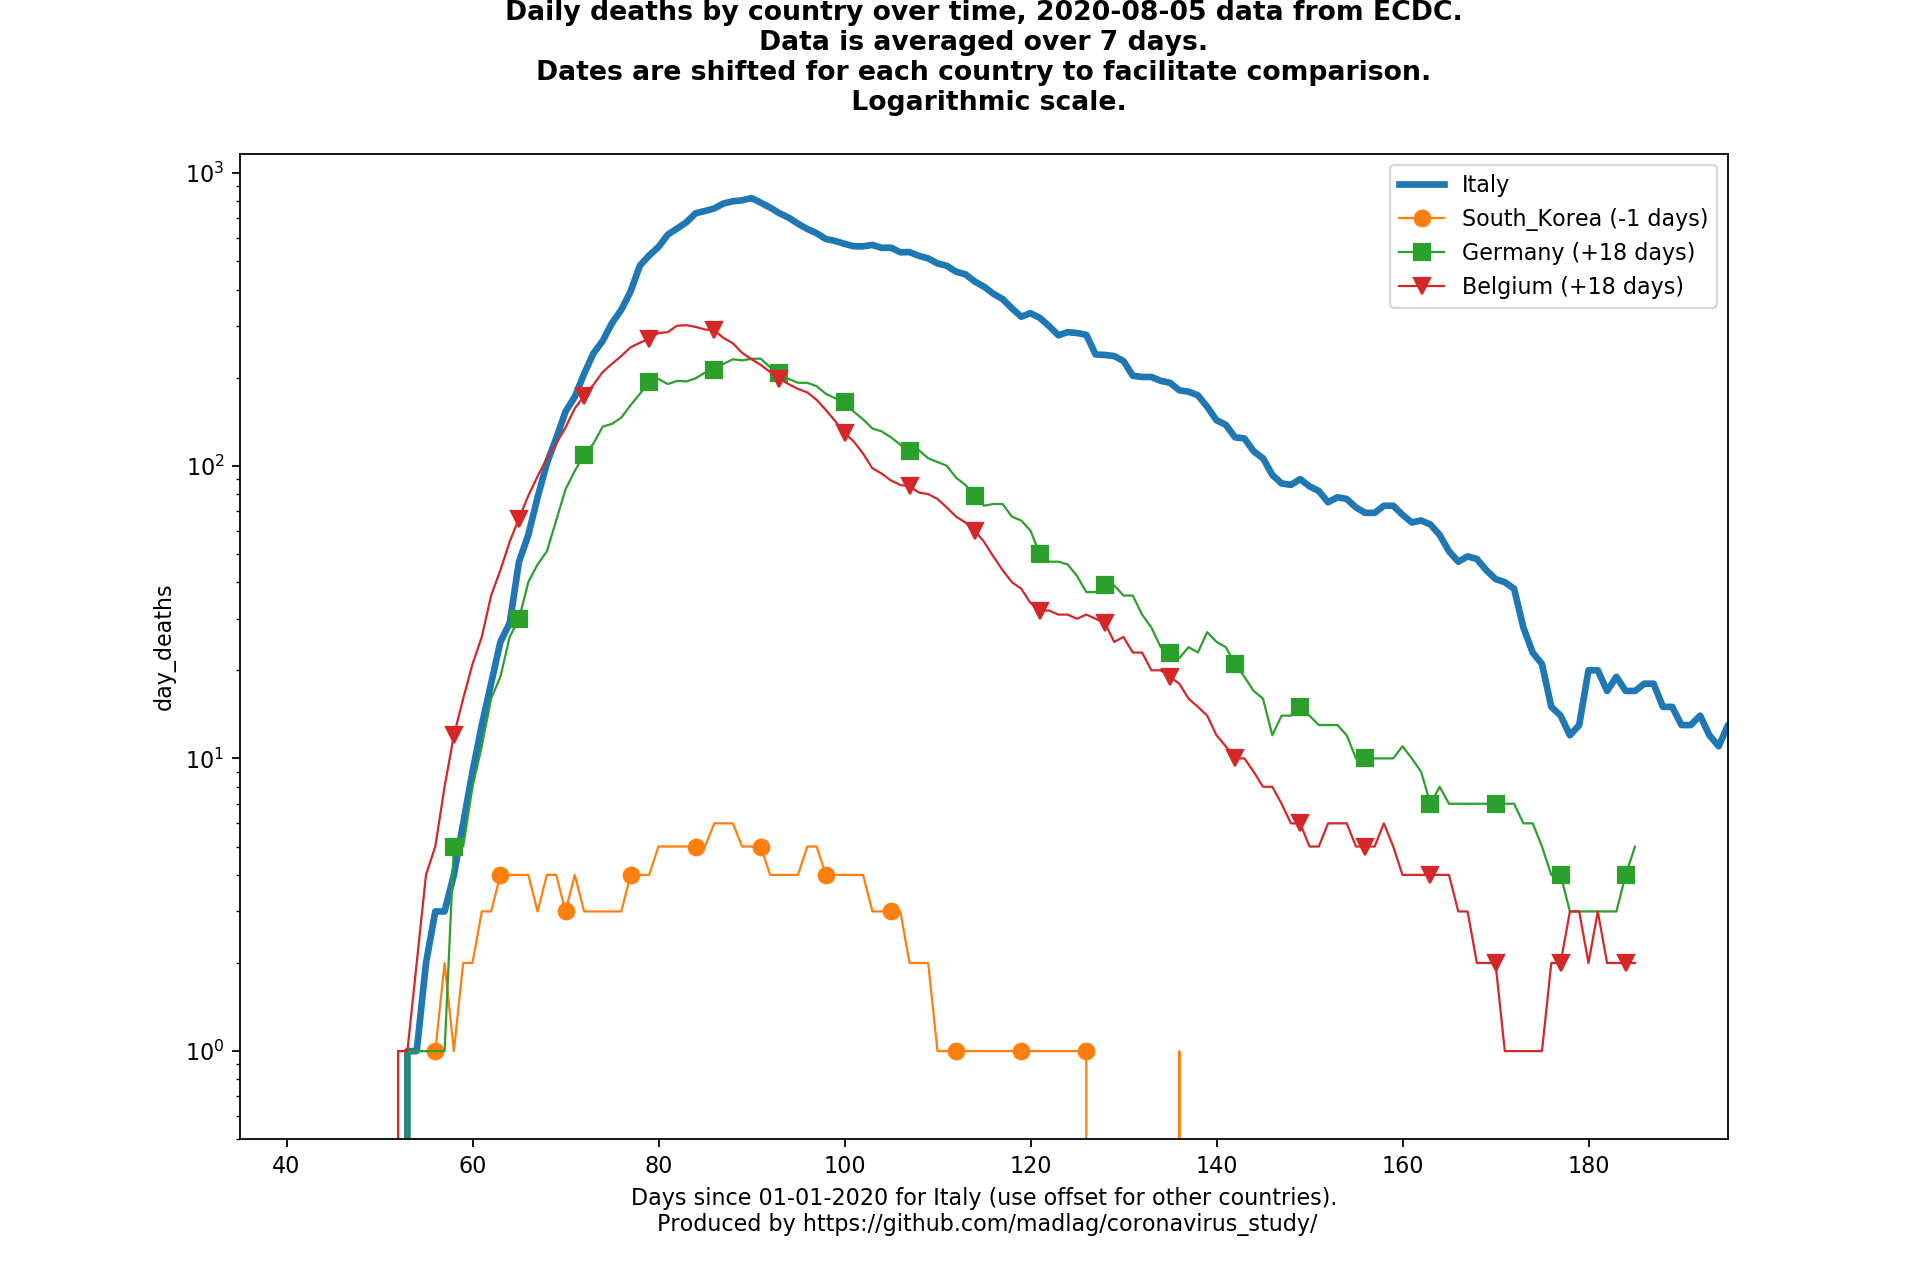 Daily deaths by country over time, 2020-08-05 data from ECDC.
Data is averaged over 7 days.
Dates are shifted for each country to facilitate comparison.
Logarithmic scale.
10³
10²
10¹
10⁰
day_deaths
Italy
South_Korea (-1 days)
Germany (+18 days)
Belgium (+18 days)
40 60 80 100 120 140 160 180
Days since 01-01-2020 for Italy (use offset for other countries).
Produced by https://github.com/madlag/coronavirus_study/